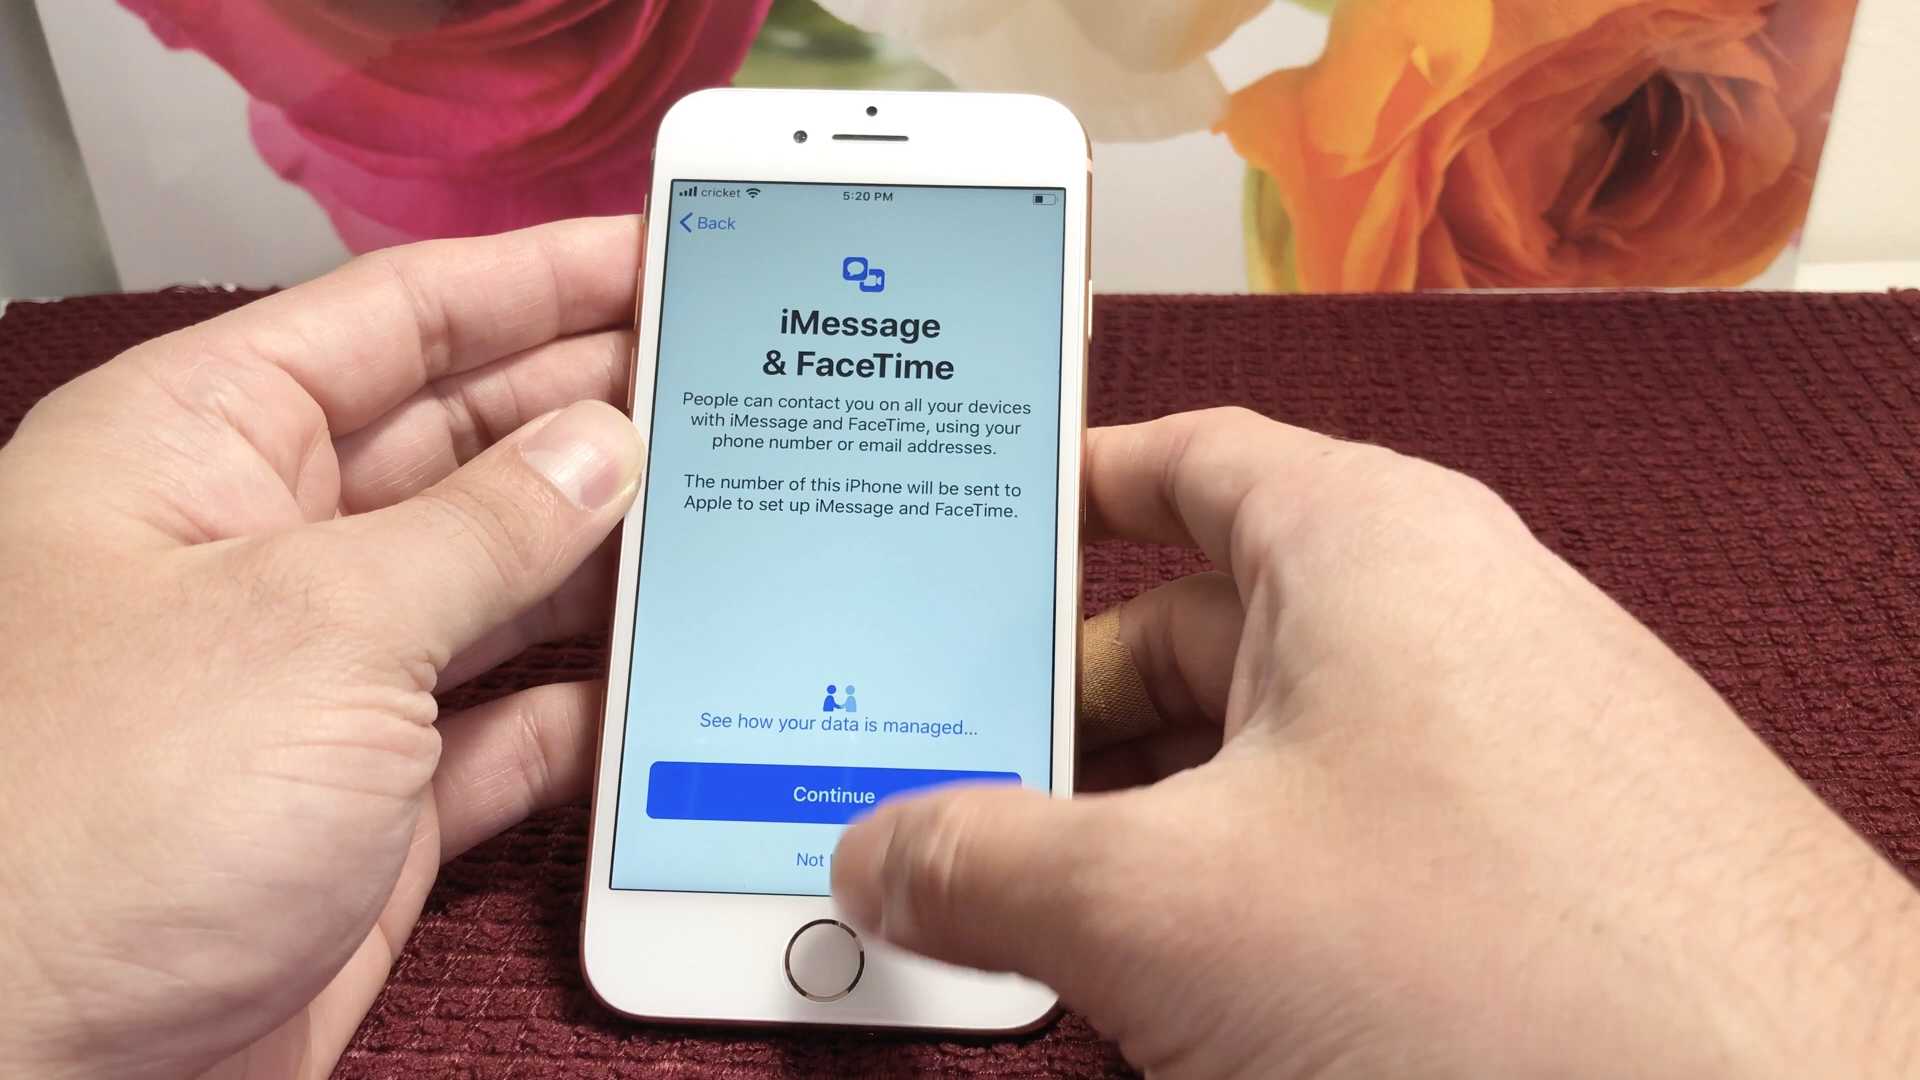 cricket
5:20 PM
Back
iMessage
& FaceTime
People can contact you on all your devices
with iMessage and FaceTime, using your
phone number or email addresses.
The number of this iPhone will be sent to
Apple to set up iMessage and FaceTime.
See how your data is managed...
Continue
Not